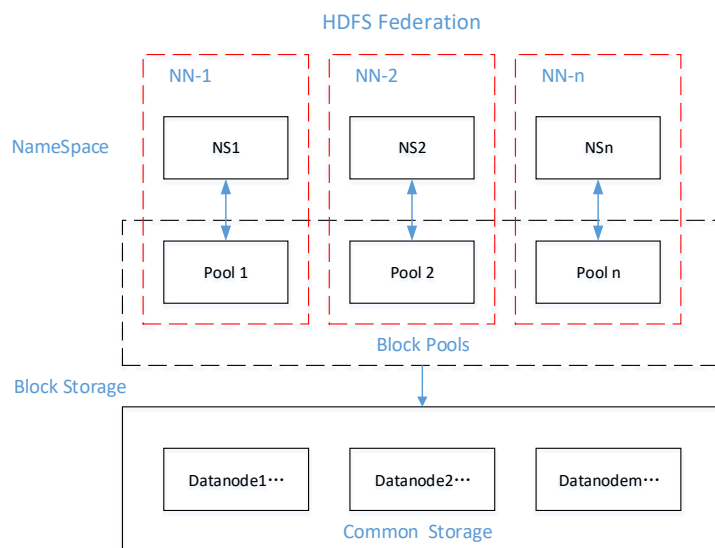 HDFS Federation
NN-1
NN-2
NN-n
NameSpace
NS1
NS2
NSn
Pool 1
Pool 2
Pool n
Block Pools
Block Storage
Datanode1⋯
Datanode2⋯
Datanodem⋯
Common Storage